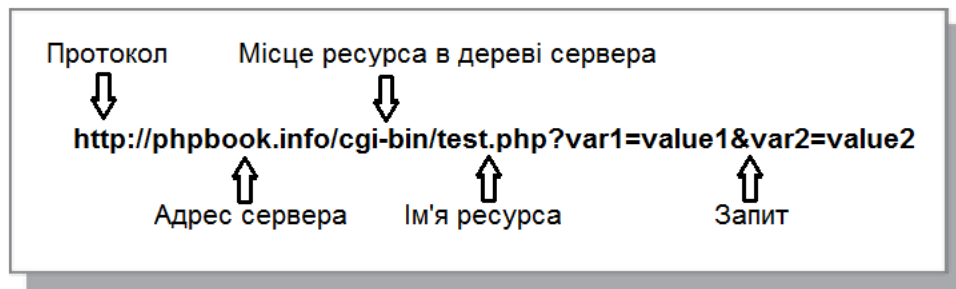 Протокол Місце ресурса в дереві сервера
http://phpbook.info/cgi-bin/test.php?var1=value1&var2=value2
Адрес сервера Ім'я ресурса Запит